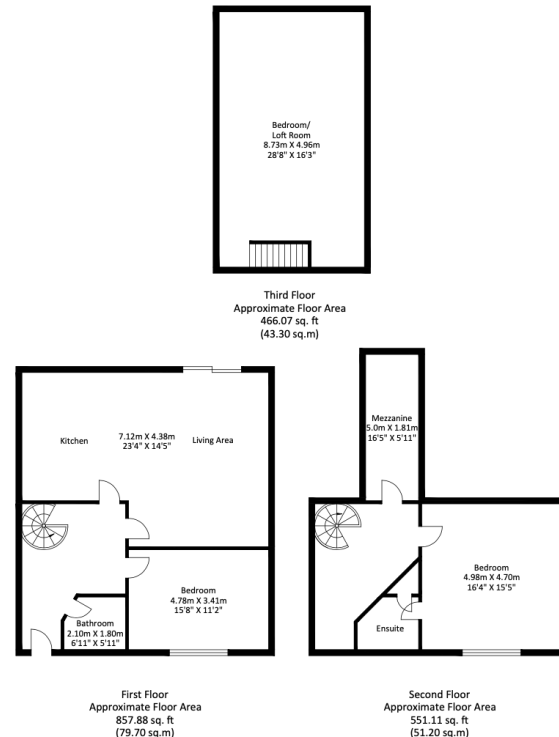 Bedroom/
Loft Room
8.73m X 4.96m
28'8" X 16'3"
Third Floor
Approximate Floor Area
466.07 sq. ft
(43.30 sq.m)
Kitchen
7.12m X 4.38m
23'4" X 14'5"
Living Area
Bedroom
4.78m X 3.41m
15'8" X 11'2"
Bathroom
2.10m X 1.80m
6'11" X 5'11"
First Floor
Approximate Floor Area
857.88 sq. ft
(79.70 sq.m)
Mezzanine
5.0m X 1.81m
16'5" X 5'11"
Bedroom
4.98m X 4.70m
16'4" X 15'5"
Ensuite
Second Floor
Approximate Floor Area
551.11 sq. ft
(51.20 sq.m)